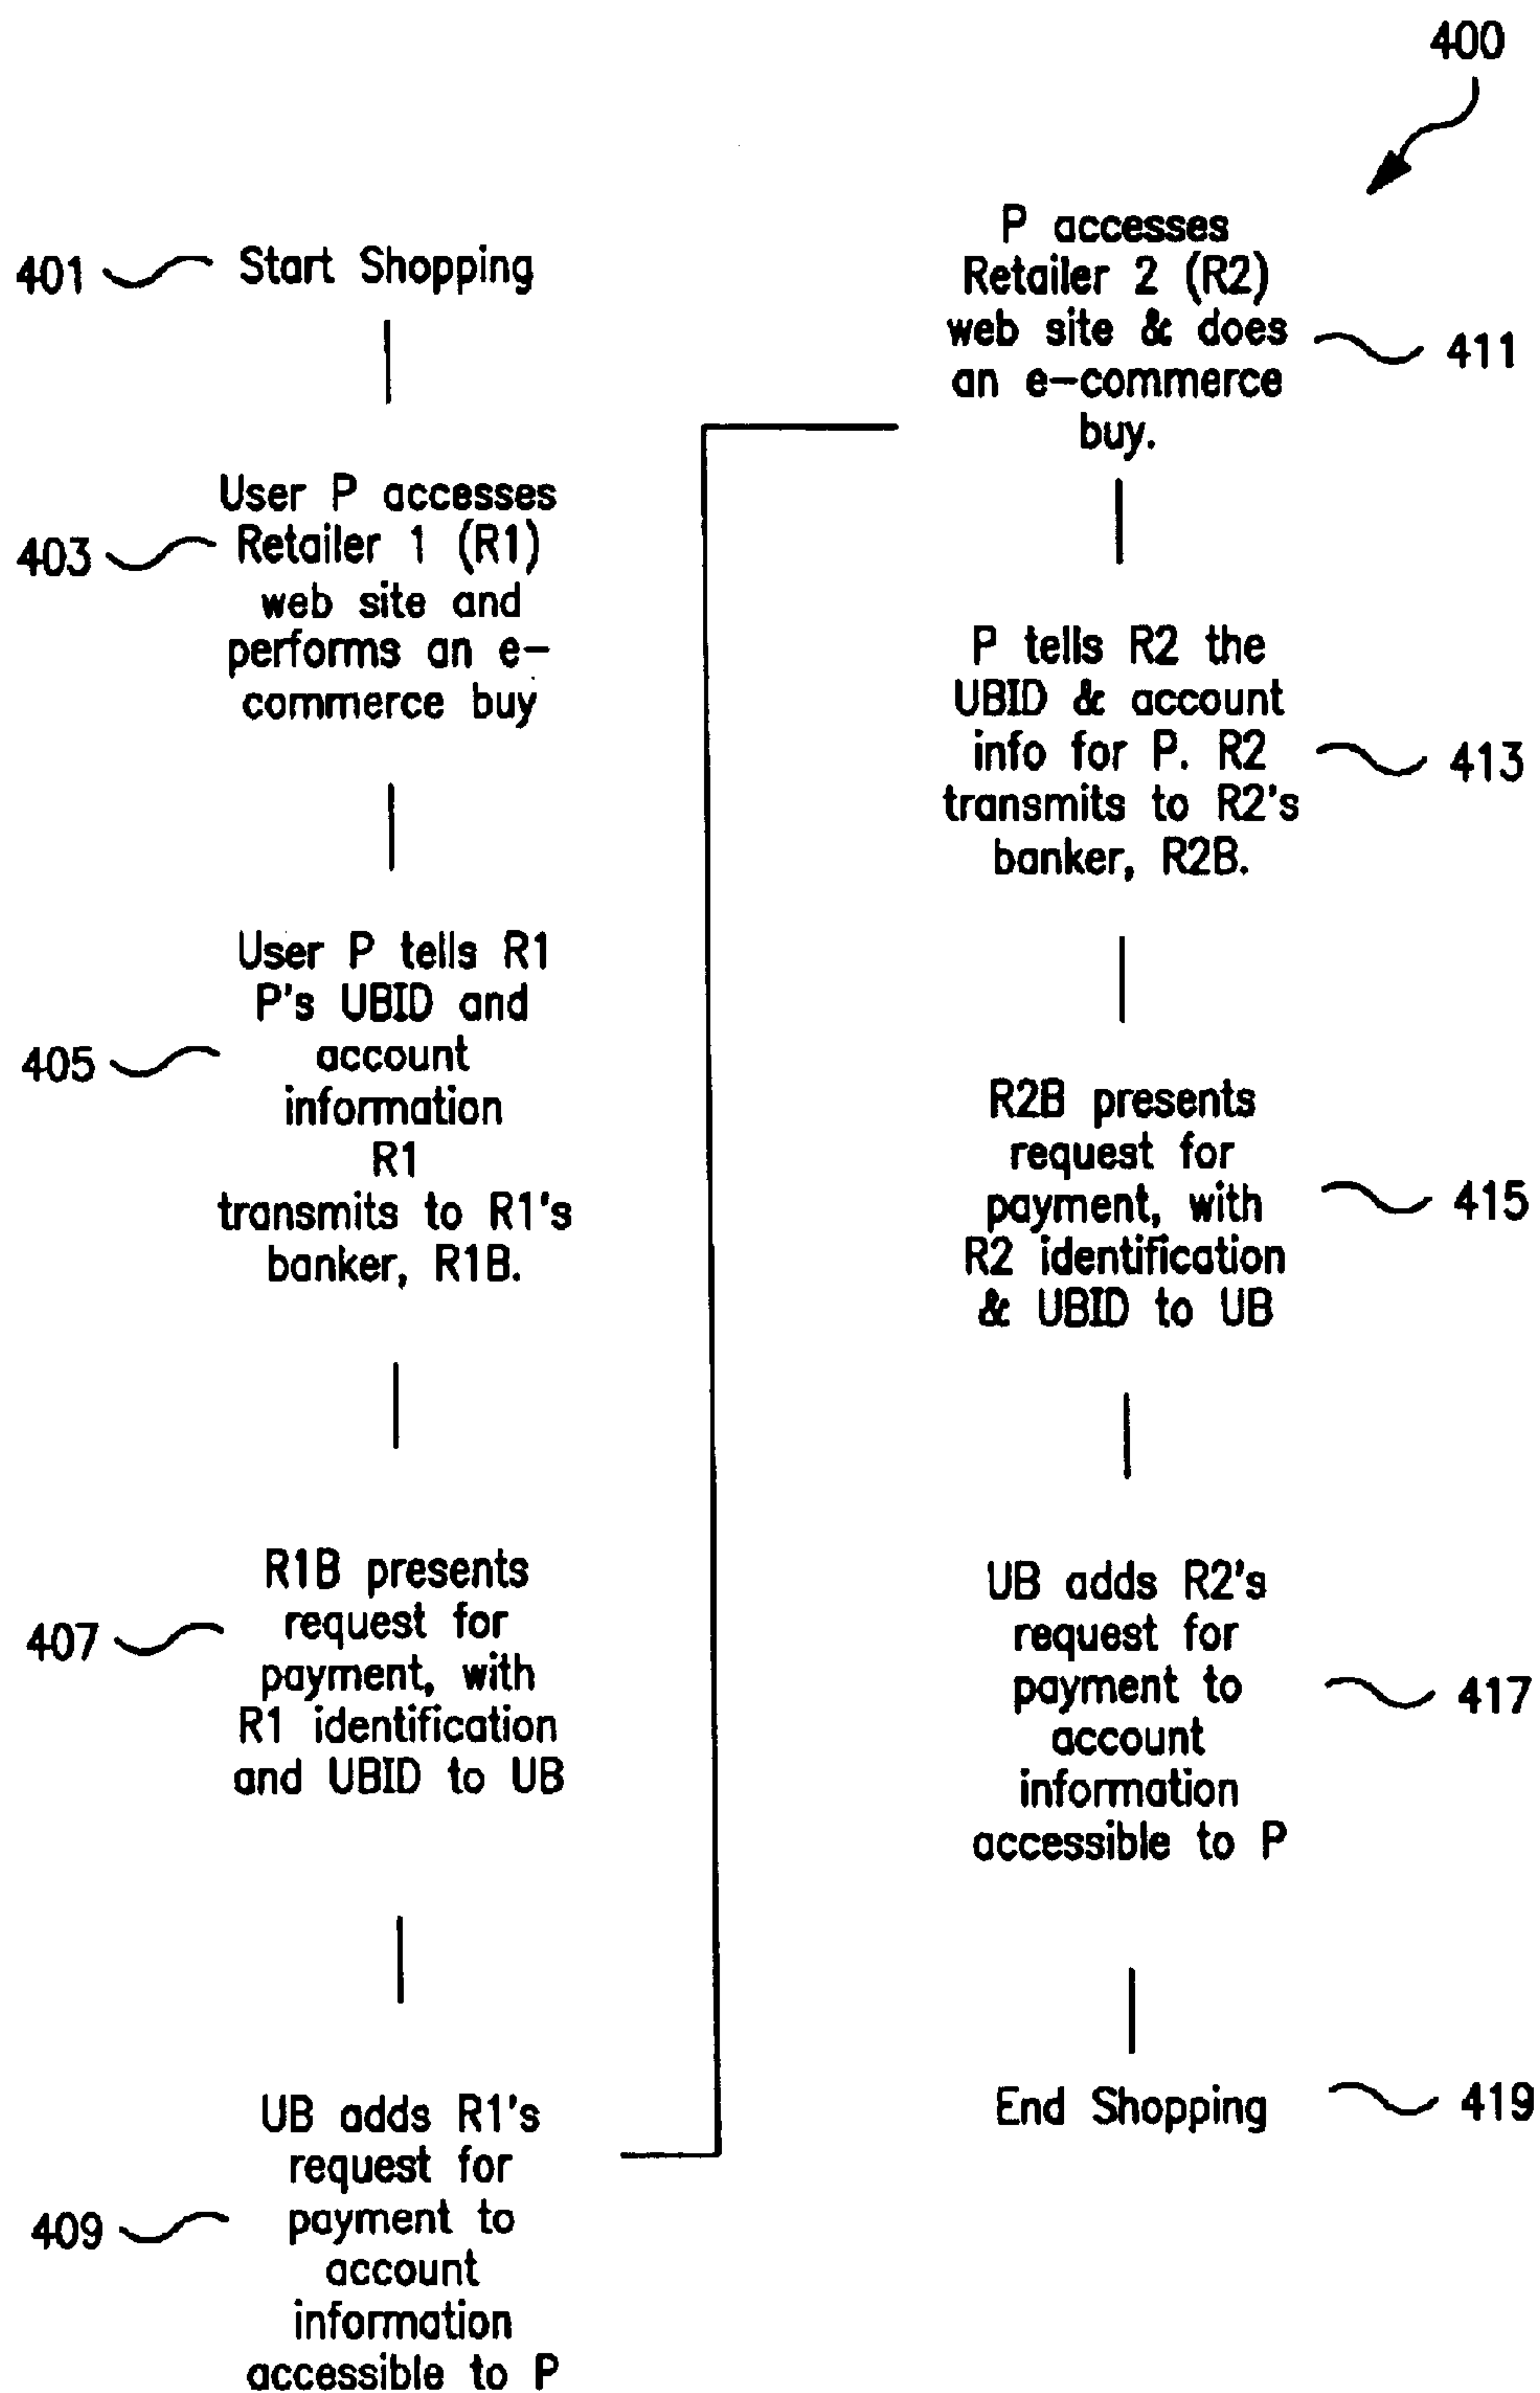 400
401
Start Shopping
403
User P accesses
Retailer 1 (R1)
web site and
performs an e-
commerce buy
405
User P tells R1
P's UBID and
account
information
R1
transmits to R1's
banker, R1B.
407
R1B presents
request for
payment, with
R1 identification
and UBID to UB
409
UB adds R1's
request for
payment to
account
information
accessible to P
P accesses
Retailer 2 (R2)
web site & does
an e-commerce
buy.
411
P tells R2 the
UBID & account
info for P. R2
transmits to R2's
banker, R2B.
413
R2B presents
request for
payment, with
R2 identification
& UBID to UB
415
UB adds R2's
request for
payment to
account
information
accessible to P
417
End Shopping
419